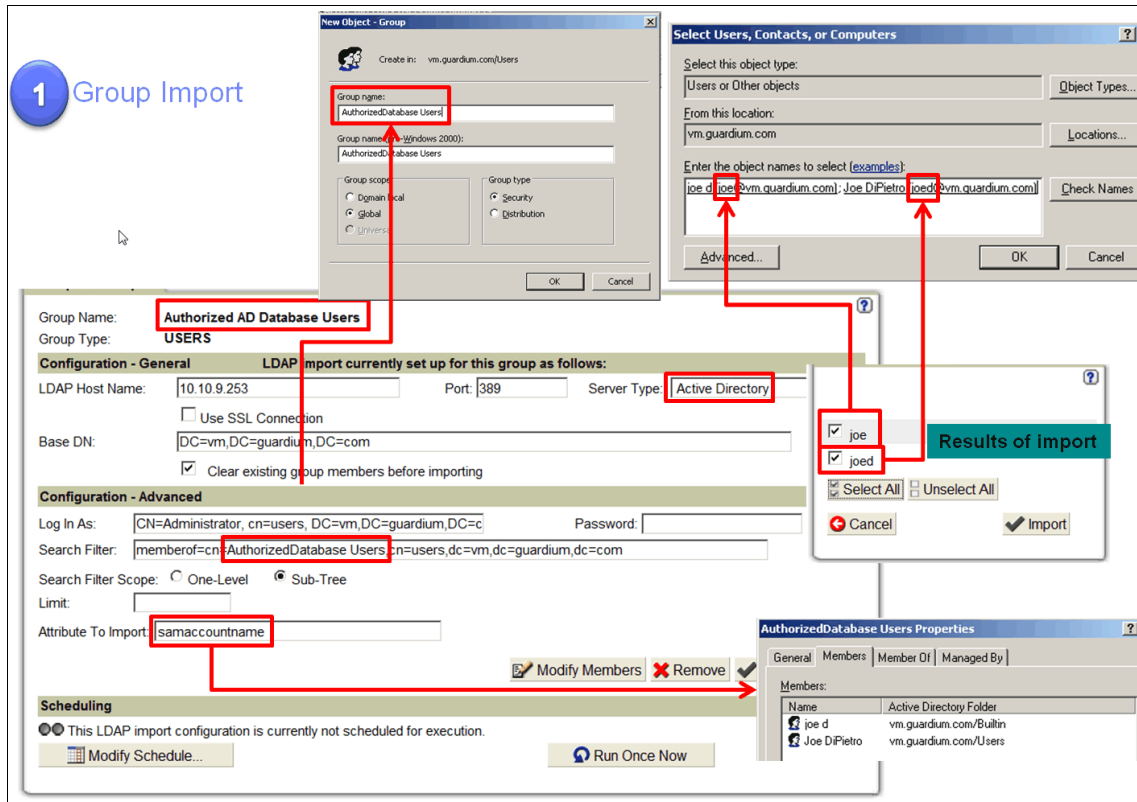 1 Group Import
New Object - Group
Create in: vm.guardium.com/Users
Group name:
AuthorizedDatabase Users
Group name -Windows 2000):
AuthorizedDatabase Users
Group scope
Domain local
Global
Universal
Group type
Security
Distribution
OK
Cancel
Select Users, Contacts, or Computers
?
Select this object type:
Users or Other objects
Object Types...
From this location:
vm.guardium.com
Locations...
Enter the object names to select (examples):
joe d joe@vm.guardium.com); Joe DiPietro joed@vm.guardium.com)
Check Names
Advanced...
OK
Cancel
?
Group Name: Authorized AD Database Users
Group Type: USERS
Configuration - General LDAP import currently set up for this group as follows:
LDAP Host Name: 10.10.9.253 Port: 389 Server Type: Active Directory
Use SSL Connection
Base DN: DC=vm,DC=guardium,DC=com
Clear existing group members before importing
Configuration - Advanced
Log In As: CN=Administrator, cn=users, DC=vm,DC=guardium,DC=c Password:
Search Filter: memberof=cn=AuthorizedDatabase Users,cn=users,dc=vm,dc=guardium,dc=com
Search Filter Scope: One-Level Sub-Tree
Limit:
Attribute To Import: samaccountname
Modify Members Remove
Scheduling
This LDAP import configuration is currently not scheduled for execution.
Modify Schedule... Run Once Now
?
joe
joed
Results of import
Select All Unselect All
Cancel Import
AuthorizedDatabase Users Properties
?
General Members Member Of Managed By
Members:
Name Active Directory Folder
joe d vm.guardium.com/Builtin
Joe DiPietro vm.guardium.com/Users